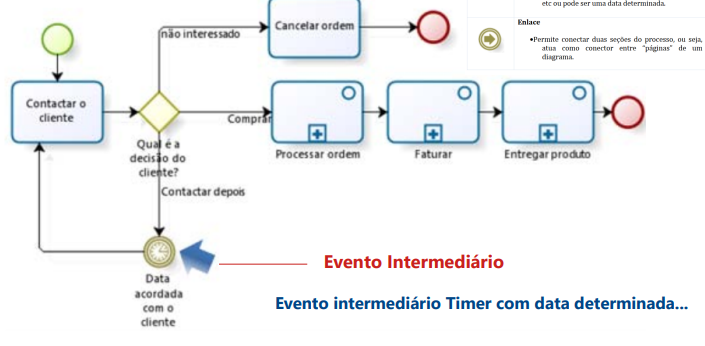 etc ou pode ser uma data determinada.
Enlace
•Permite conectar duas seções do processo, ou seja,
atua como conector entre "páginas" de um
diagrama.
Cancelar ordem
não interessado
Contactar o
cliente
Comprar
Qual é a
decisão do
cliente?
Processar ordem
Faturar
Entregar produto
Contactar depois
Evento Intermediário
Data
acordada
com o
cliente
Evento intermediário Timer com data determinada...